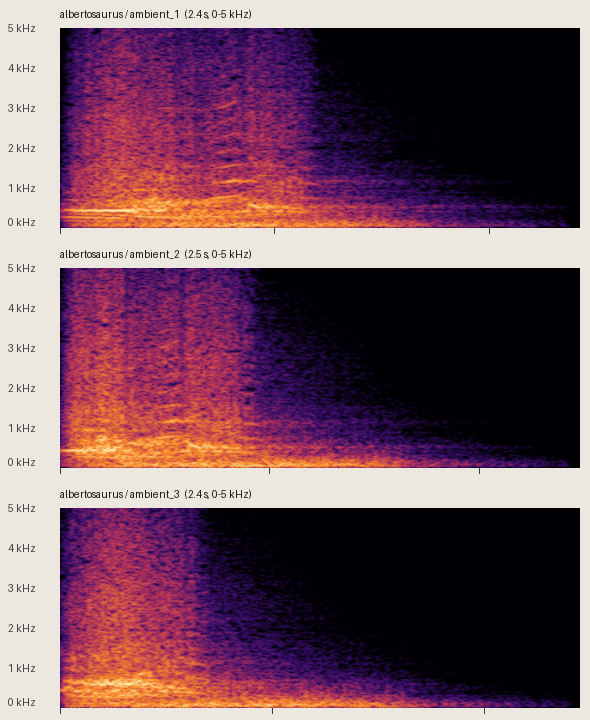 albertosaurus / ambient_1 (2.4s, 0-5 kHz)
5 kHz
4 kHz
3 kHz
2 kHz
1 kHz
0 kHz
albertosaurus / ambient_2 (2.5s, 0-5 kHz)
5 kHz
4 kHz
3 kHz
2 kHz
1 kHz
0 kHz
albertosaurus / ambient_3 (2.4s, 0-5 kHz)
5 kHz
4 kHz
3 kHz
2 kHz
1 kHz
0 kHz